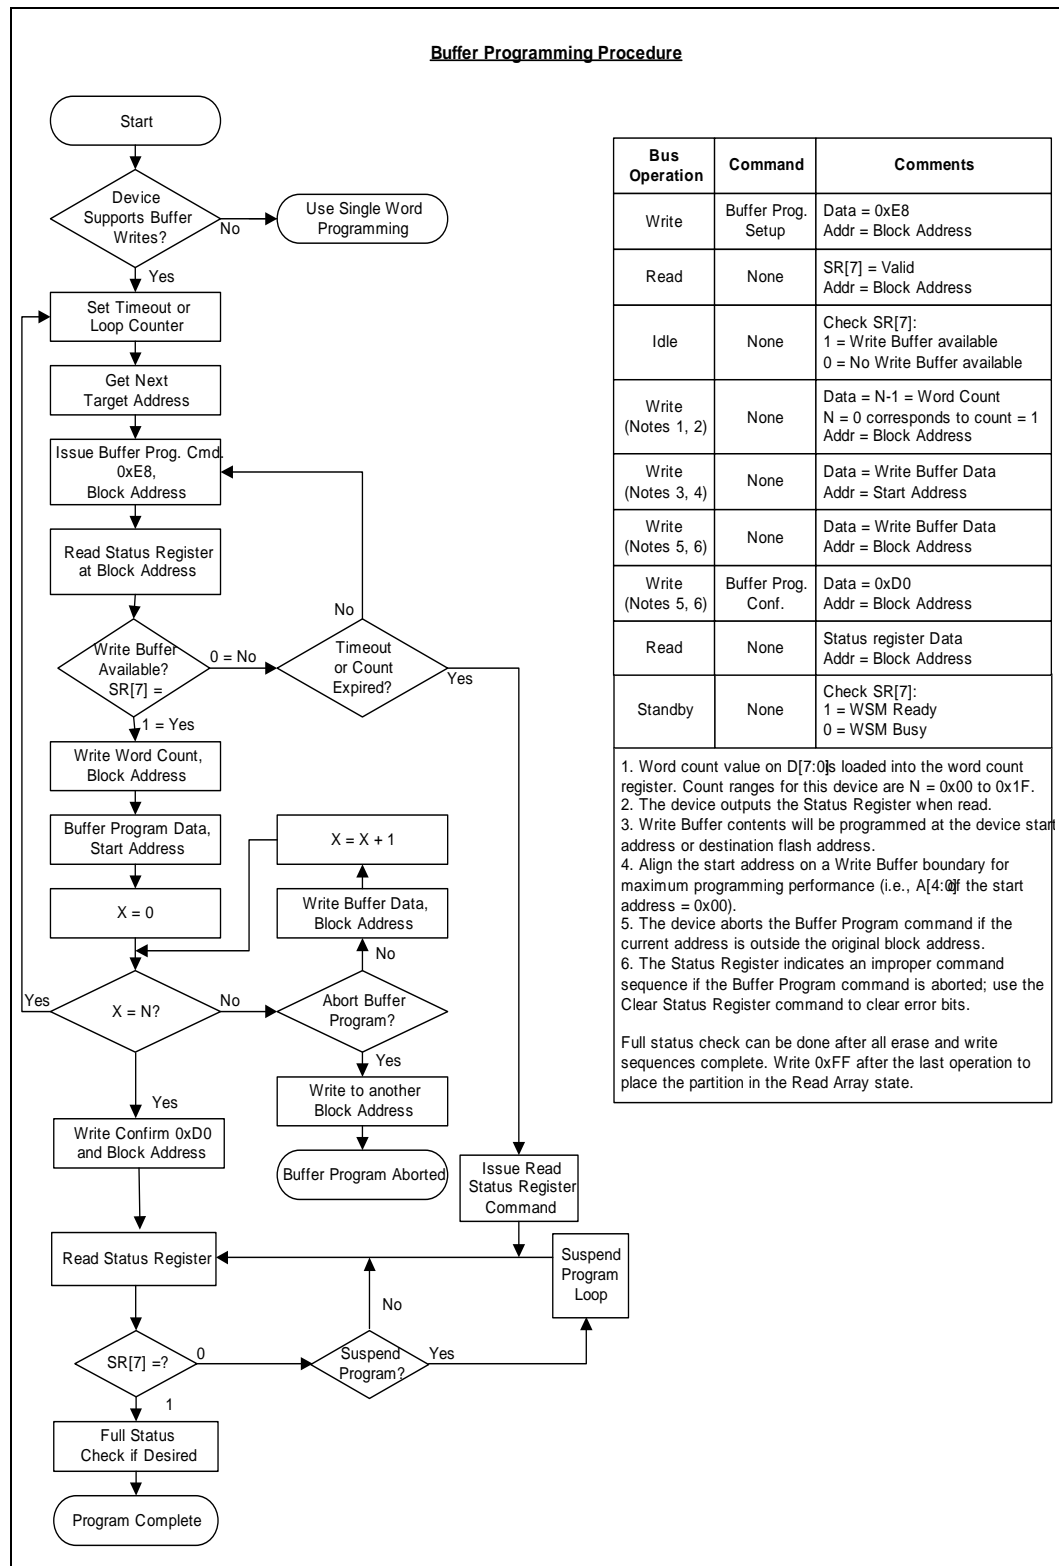 Buffer Programming Procedure
Start
Device
Supports Buffer
Writes?
No
Use Single Word
Programming
Yes
Set Timeout or
Loop Counter
Get Next
Target Address
Issue Buffer Prog. Cmd.
0xE8,
Block Address
Read Status Register
at Block Address
No
Write Buffer
Available?
SR[7] =
0 = No
Timeout
or Count
Expired?
Yes
1 = Yes
Write Word Count,
Block Address
Buffer Program Data,
Start Address
X = X + 1
X = 0
Write Buffer Data,
Block Address
No
Yes
X = N?
No
Abort Buffer
Program?
Yes
Write to another
Block Address
Yes
Write Confirm 0xD0
and Block Address
Buffer Program Aborted
Issue Read
Status Register
Command
Read Status Register
Suspend
Program
Loop
No
SR[7] =?
0
Suspend
Program?
Yes
1
Full Status
Check if Desired
Program Complete
Bus
Operation
Command
Comments
Write
Buffer Prog.
Setup
Data = 0xE8
Addr = Block Address
Read
None
SR[7] = Valid
Addr = Block Address
Idle
None
Check SR[7]:
1 = Write Buffer available
0 = No Write Buffer available
Write
(Notes 1, 2)
None
Data = N-1 = Word Count
N = 0 corresponds to count = 1
Addr = Block Address
Write
(Notes 3, 4)
None
Data = Write Buffer Data
Addr = Start Address
Write
(Notes 5, 6)
None
Data = Write Buffer Data
Addr = Block Address
Write
(Notes 5, 6)
Buffer Prog.
Conf.
Data = 0xD0
Addr = Block Address
Read
None
Status register Data
Addr = Block Address
Standby
None
Check SR[7]:
1 = WSM Ready
0 = WSM Busy
1. Word count value on D[7:0] is loaded into the word count
register. Count ranges for this device are N = 0x00 to 0x1F.
2. The device outputs the Status Register when read.
3. Write Buffer contents will be programmed at the device start
address or destination flash address.
4. Align the start address on a Write Buffer boundary for
maximum programming performance (i.e., A[4:0] of the start
address = 0x00).
5. The device aborts the Buffer Program command if the
current address is outside the original block address.
6. The Status Register indicates an improper command
sequence if the Buffer Program command is aborted; use the
Clear Status Register command to clear error bits.
Full status check can be done after all erase and write
sequences complete. Write 0xFF after the last operation to
place the partition in the Read Array state.